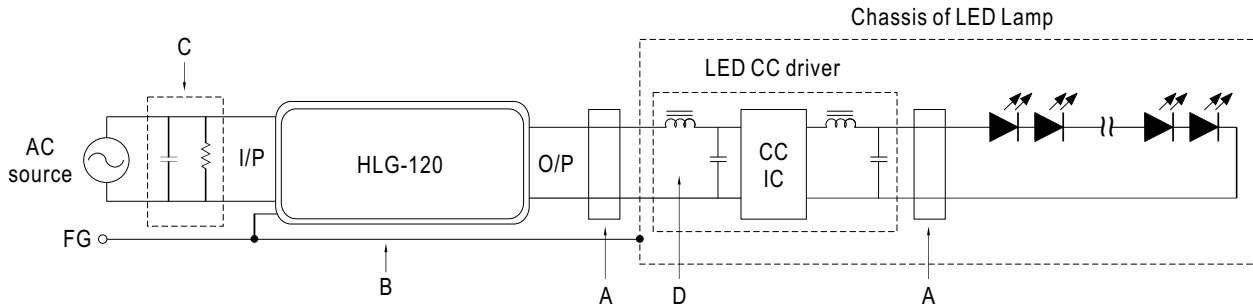 Chassis of LED Lamp
C
LED CC driver
AC
source
I/P
HLG-120
O/P
CC
IC
FG
B
A
D
A